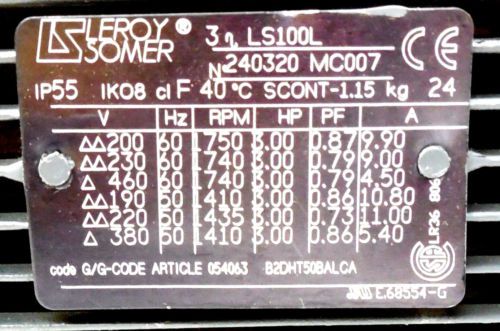 LS LEROY® SOMER
3 ~ LS100L CE
N 240320 MC007
IP55 IK08 cl F 40°C SCONT-1.15 kg 24
V Hz RPM HP PF A
ΔΔ200 60 1750 3.00 0.87 9.90
ΔΔ230 60 1740 3.00 0.79 9.00
Δ 460 60 1740 3.00 0.79 4.50
ΔΔ190 50 1410 3.00 0.86 10.80
ΔΔ220 50 1435 3.00 0.73 11.00
Δ 380 50 1410 3.00 0.86 5.40
LR26 806
code G/G-CODE ARTICLE 054063 B2DHT50BALCA
E.68554-G